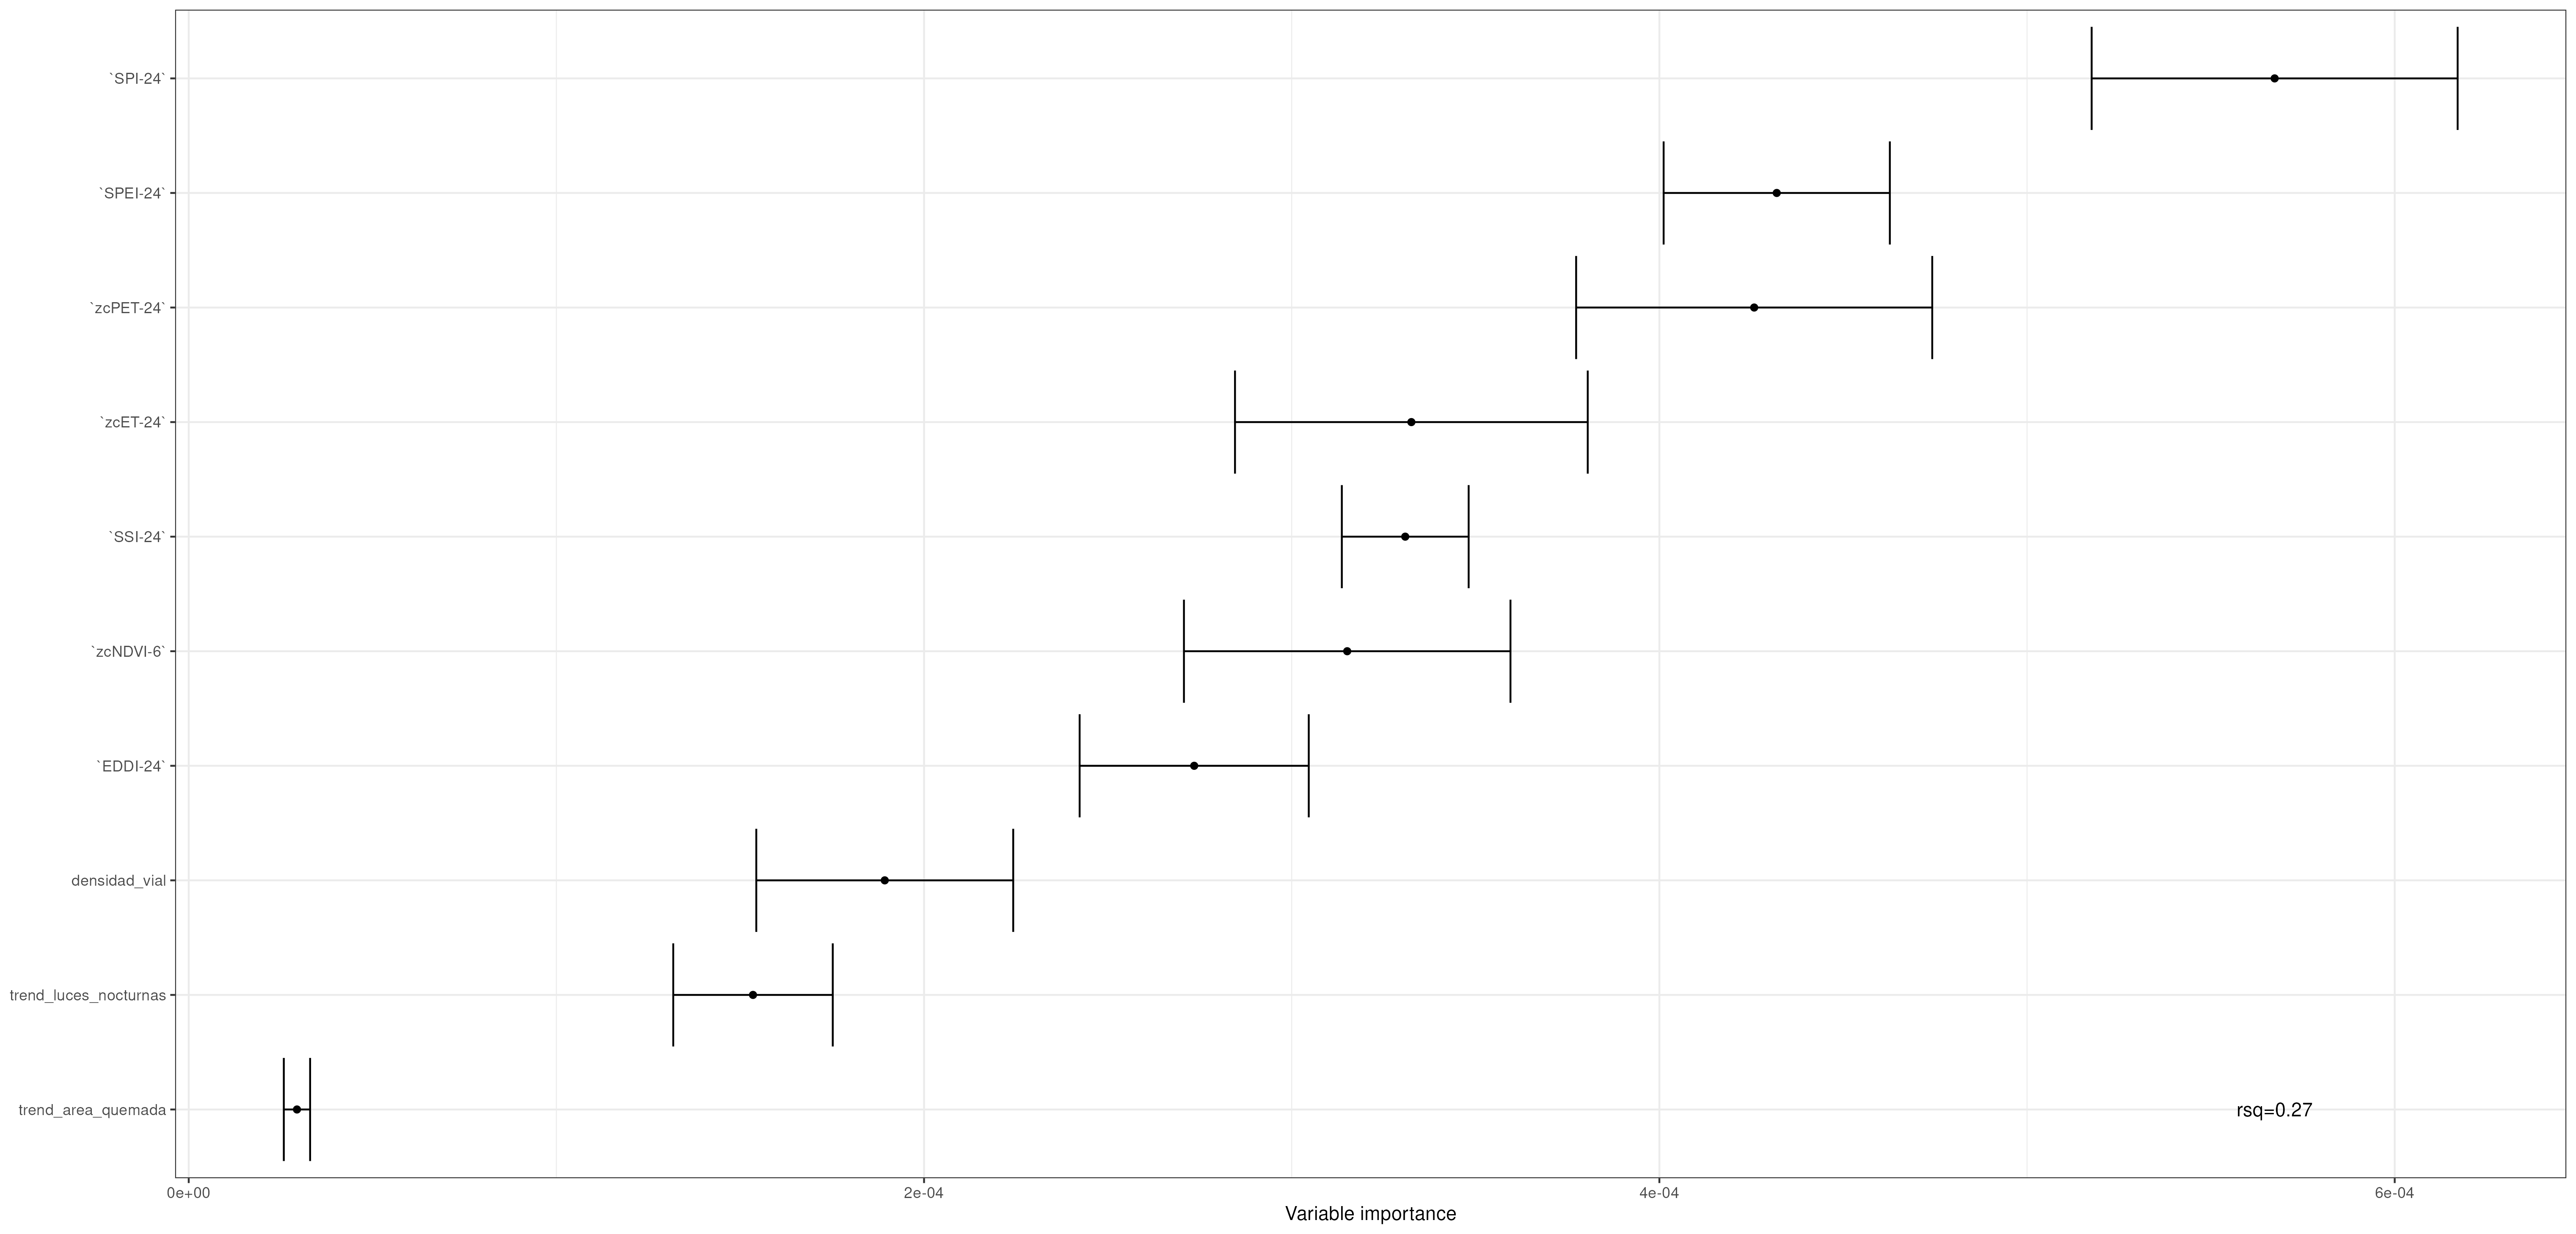 `SPI-24`
`SPEI-24`
`zcPET-24`
`zcET-24`
`SSI-24`
`zcNDVI-6`
`EDDI-24`
densidad_vial
trend_luces_nocturnas
trend_area_quemada
rsq=0.27
0e+00 2e-04 4e-04 6e-04
Variable importance